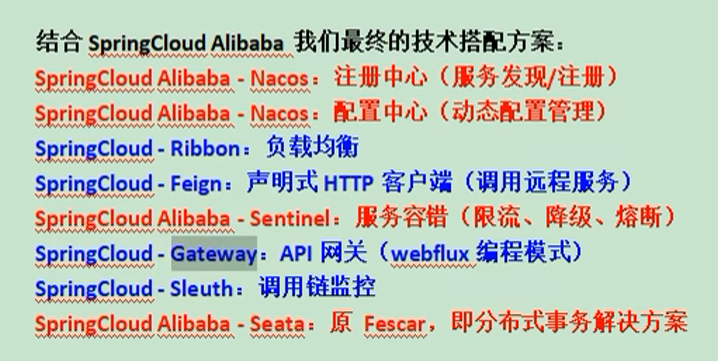 结合 SpringCloud Alibaba 我们最终的技术搭配方案：
SpringCloud Alibaba - Nacos：注册中心（服务发现/注册）
SpringCloud Alibaba - Nacos：配置中心（动态配置管理）
SpringCloud - Ribbon：负载均衡
SpringCloud - Feign：声明式 HTTP 客户端（调用远程服务）
SpringCloud Alibaba - Sentinel：服务容错（限流、降级、熔断）
SpringCloud - Gateway：API 网关（webflux 编程模式）
SpringCloud - Sleuth：调用链监控
SpringCloud Alibaba - Seata：原 Fescar，即分布式事务解决方案